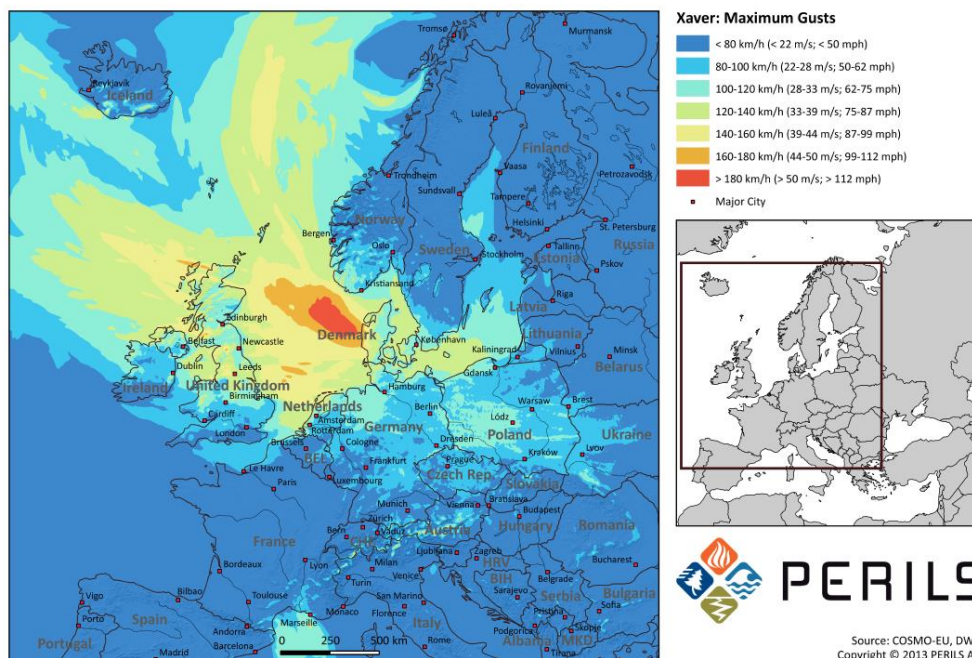 Xaver: Maximum Gusts
< 80 km/h (< 22 m/s; < 50 mph)
80-100 km/h (22-28 m/s; 50-62 mph)
100-120 km/h (28-33 m/s; 62-75 mph)
120-140 km/h (33-39 m/s; 75-87 mph)
140-160 km/h (39-44 m/s; 87-99 mph)
160-180 km/h (44-50 m/s; 99-112 mph)
> 180 km/h (> 50 m/s; > 112 mph)
Major City
Tromsø
Murmansk
Reykjavík
Iceland
Rovanjemi
Luleå
Finland
Trondheim
Vaasa
Petrozavodsk
Sundsvall
Tampere
Norway
Helsinki
St. Petersburg
Bergen
Oslo
Sweden
Tallinn
Russia
Stockholm
Estonia
Pskov
Kristiansand
Latvia
Riga
Edinburgh
Denmark
Lithuania
Belfast
Newcastle
København
Kaliningrad
Vilnius
Minsk
Dublin
Leeds
Gdansk
Belarus
Ireland
United Kingdom
Birmingham
Hamburg
Netherlands
Amsterdam
Berlin
Warsaw
Brest
Cardiff
Rotterdam
Germany
Lódz
London
Poland
Ukraine
Brussels
Cologne
Dresden
BEL
Kraków
Lvov
Le Havre
Frankfurt
Prague
Czech Rep.
Luxembourg
Slovakia
Paris
Munich
Vienna
Bratislava
Zürich
Budapest
Bern
Vaduz
Austria
Hungary
Romania
France
CHE
Ljubljana
Zagreb
Lyon
Milan
HRV
Bordeaux
Turin
Venice
BIH
Belgrade
Bucharest
Vigo
Bilbao
Toulouse
Monaco
San Marino
Sarajevo
Serbia
Bulgaria
Porto
Spain
Marseille
Florence
Pristina
Sofia
Andorra
Italy
Podgorica
Skopje
Portugal
Barcelona
Rome
Albania
MKD
Madrid
Tirana
0 250 500 km
PERILS
Source: COSMO-EU, DW
Copyright © 2013 PERILS A